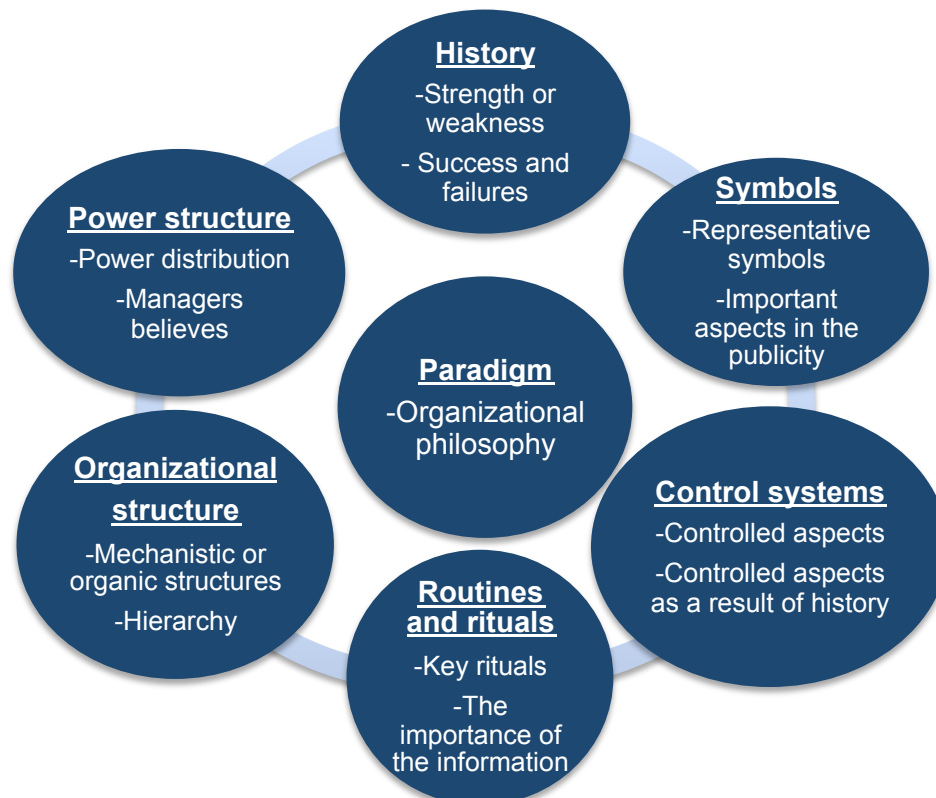 History
-Strength or
weakness
- Success and
failures
Symbols
-Representative
symbols
-Important
aspects in the
publicity
Power structure
-Power distribution
-Managers
believes
Paradigm
-Organizational
philosophy
Control systems
-Controlled aspects
-Controlled aspects
as a result of history
Organizational
structure
-Mechanistic or
organic structures
-Hierarchy
Routines
and rituals
-Key rituals
-The
importance of
the information